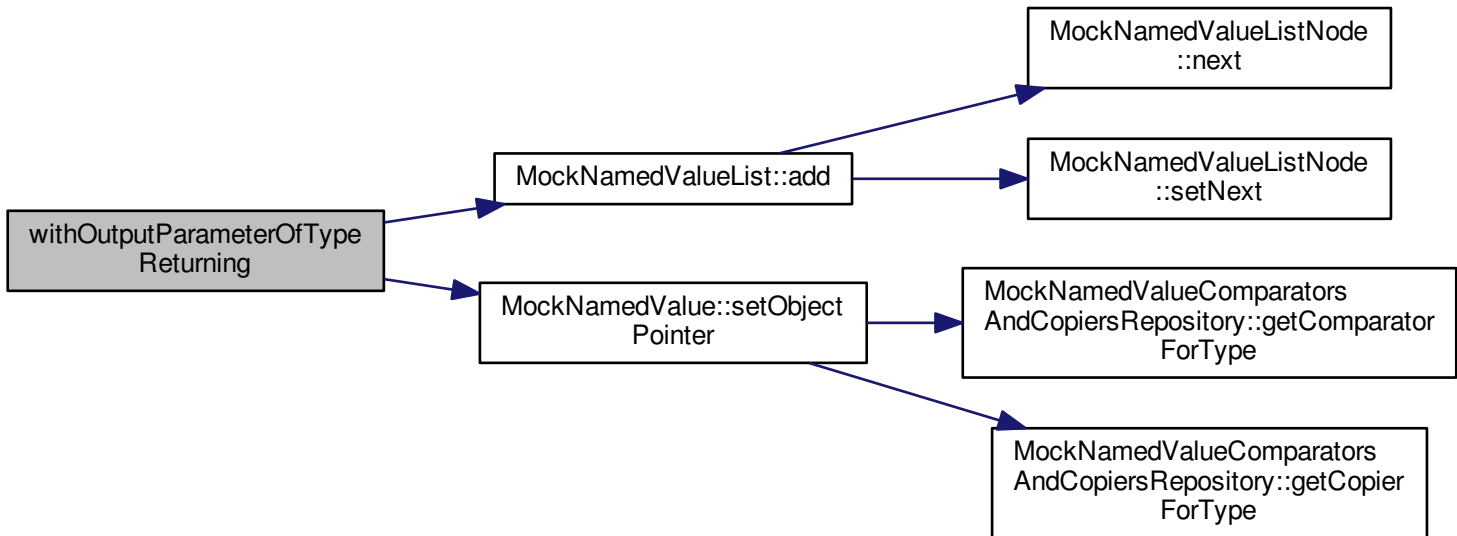 withOutputParameterOfType
Returning
MockNamedValueList::add
MockNamedValueListNode
::next
MockNamedValueListNode
::setNext
MockNamedValue::setObject
Pointer
MockNamedValueComparators
AndCopiersRepository::getComparator
ForType
MockNamedValueComparators
AndCopiersRepository::getCopier
ForType